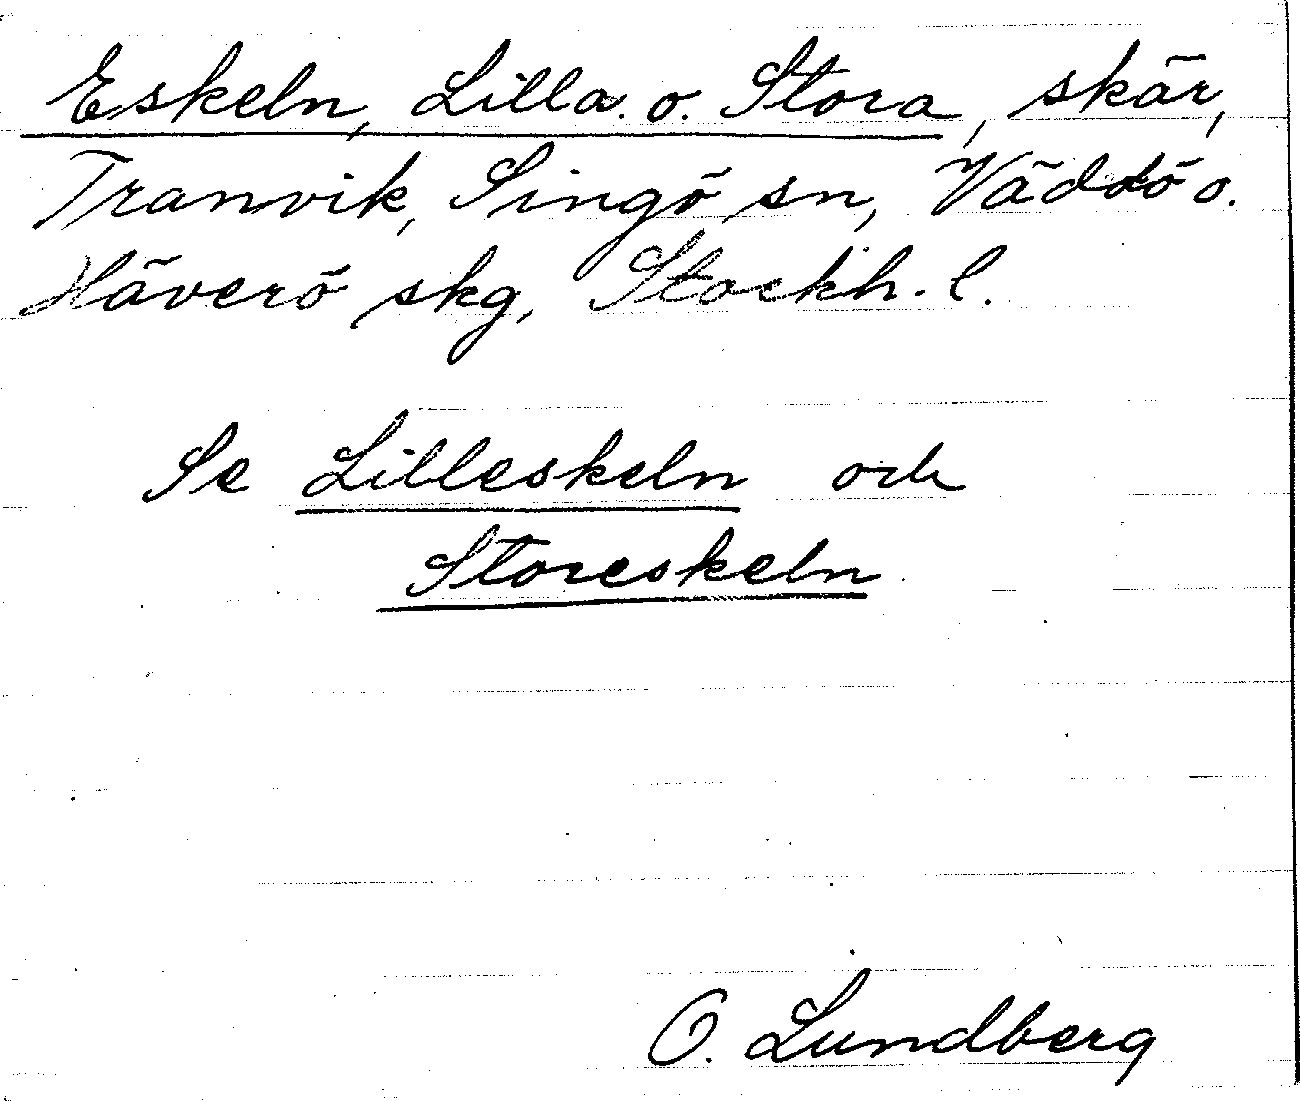 Eskeln, Lilla o. Stora, skär,
Tranvik, Singö sn, Väddö o.
Häverö skg, Stockh. l.
Se Lilleskeln och
Storeskeln
O. Lundberg